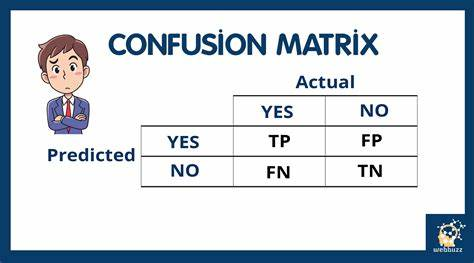 CONFUSION MATRIX
Actual
YES NO
Predicted YES TP FP
NO FN TN
webbuzz